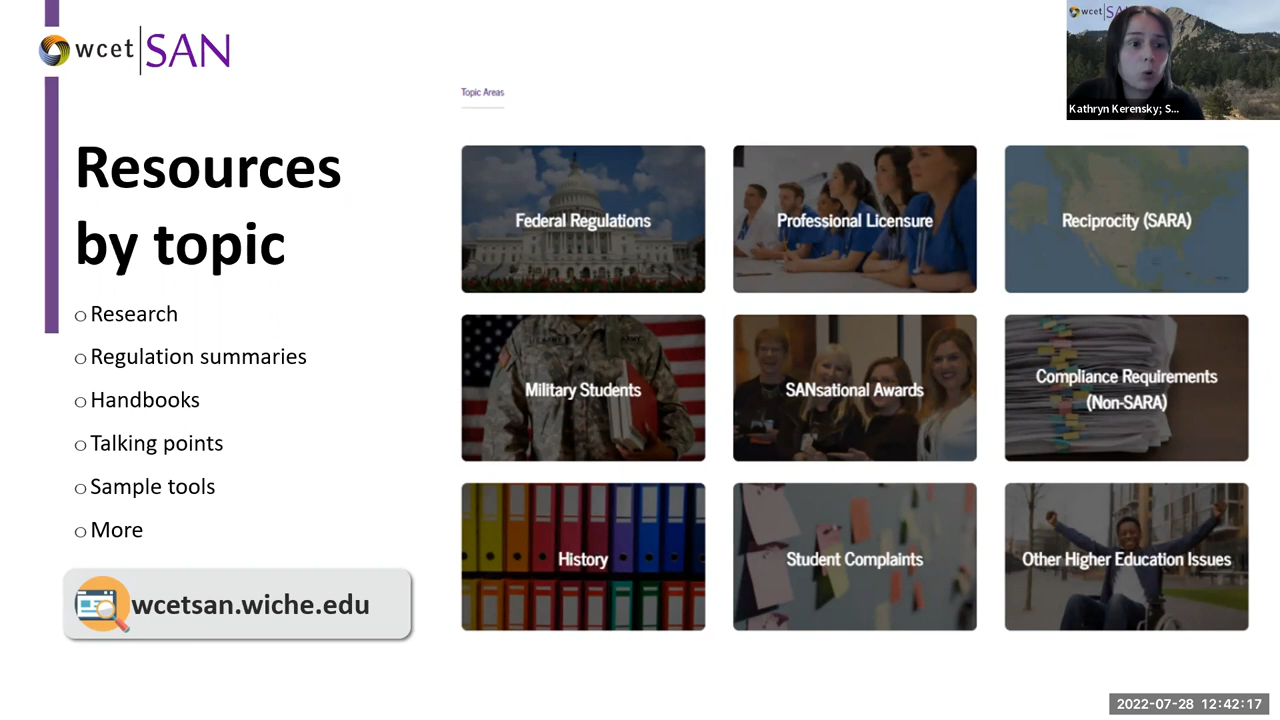 wcet SAN
wcet SA
Kathryn Kerensky; S...
Topic Areas
Resources
by topic
Research
Regulation summaries
Handbooks
Talking points
Sample tools
More
wcetsan.wiche.edu
Federal Regulations
Professional Licensure
Reciprocity (SARA)
Military Students
SANsational Awards
Compliance Requirements
(Non-SARA)
History
Student Complaints
Other Higher Education Issues
2022-07-28 12:42:17